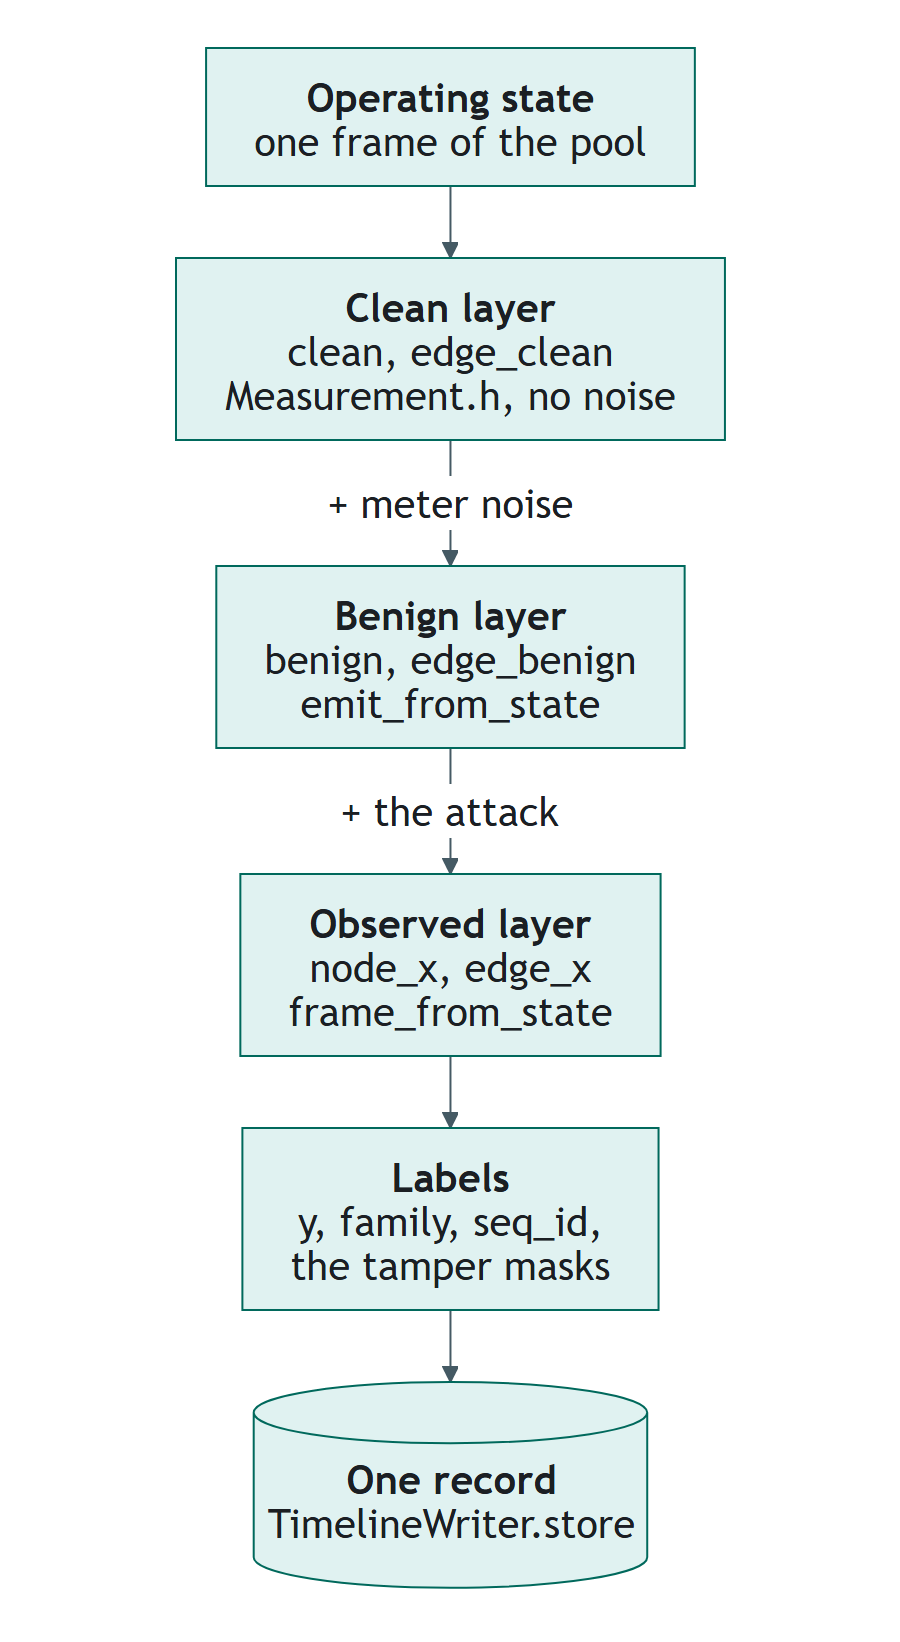 Operating state
one frame of the pool
Clean layer
clean, edge_clean
Measurement.h, no noise
+ meter noise
Benign layer
benign, edge_benign
emit_from_state
+ the attack
Observed layer
node_x, edge_x
frame_from_state
Labels
y, family, seq_id,
the tamper masks
One record
TimelineWriter.store